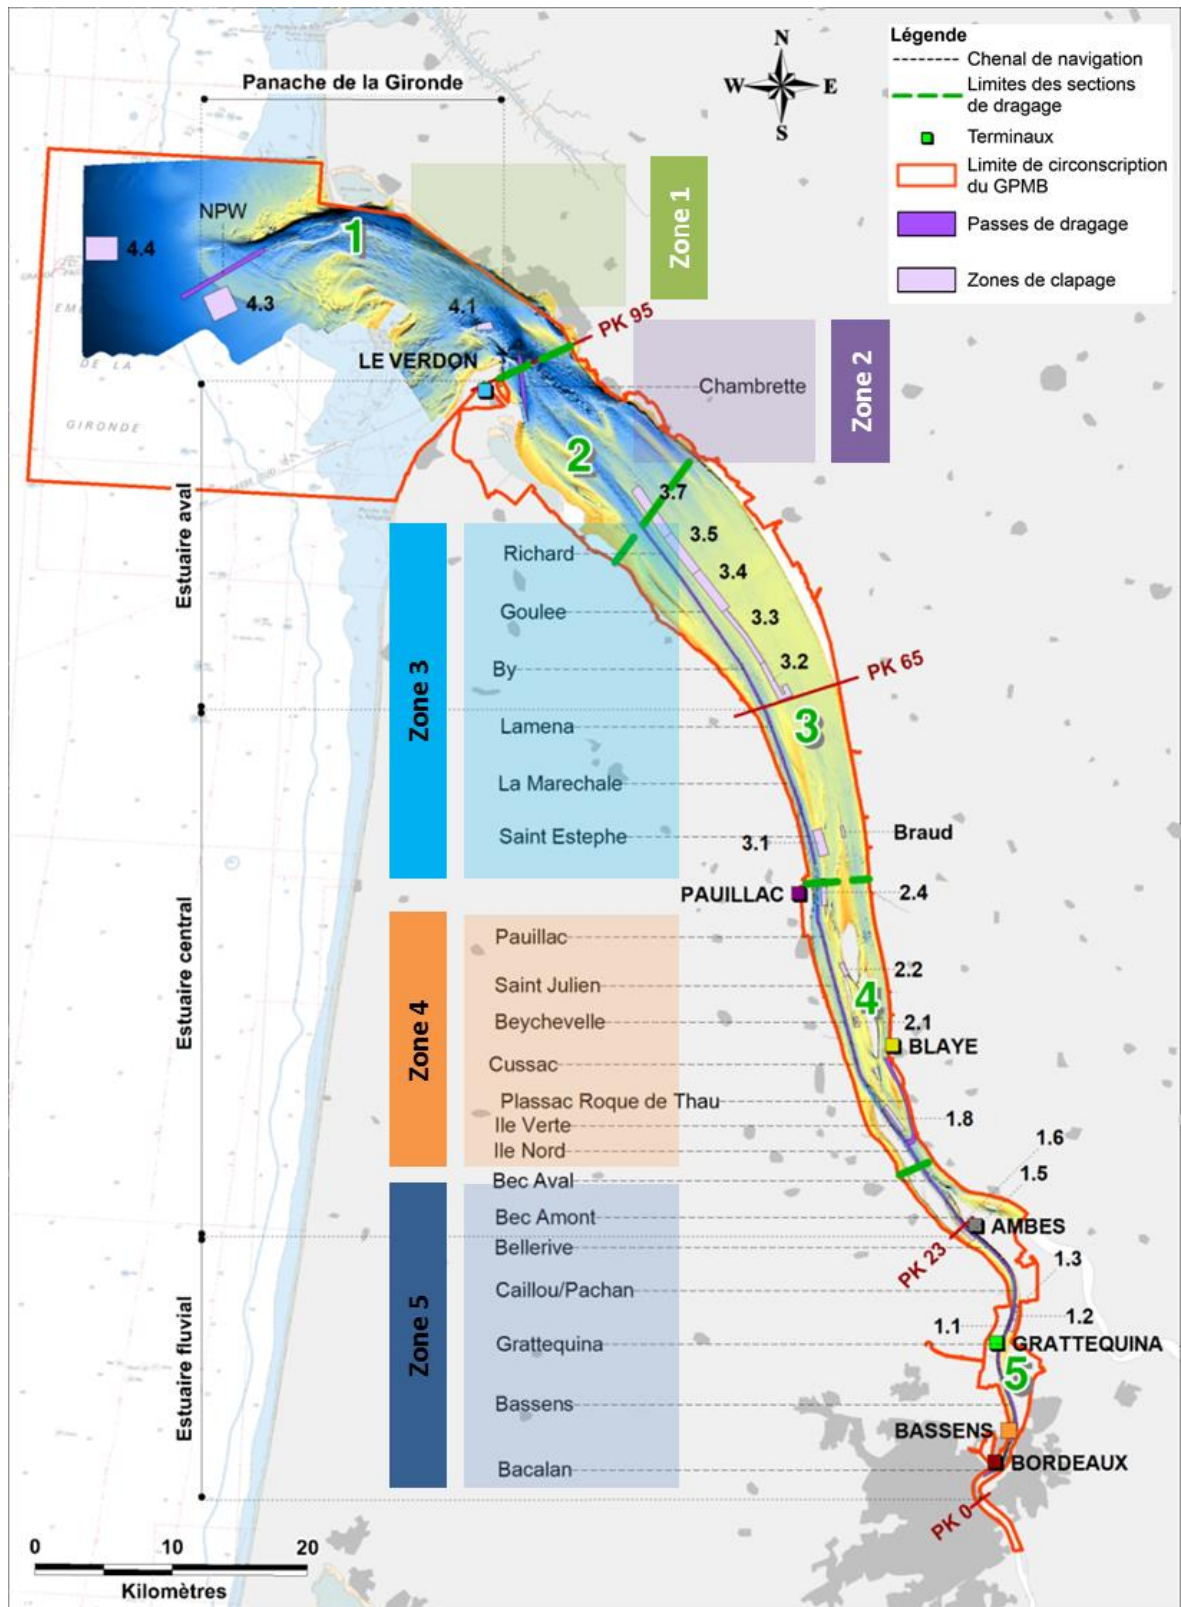 Légende
Chenal de navigation
Limites des sections
de dragage
Terminaux
Limite de circonscription
du GPMB
Passes de dragage
Zones de clapage
N
W
E
S
Panache de la Gironde
NPW
1
4.4
4.3
4.1
Zone 1
PK 95
LE VERDON
Chambrette
Zone 2
DE LA
GIRONDE
2
3.7
3.5
3.4
3.3
3.2
PK 65
3
Estuaire aval
Zone 3
Richard
Goulee
By
Lamena
La Marechale
Saint Estephe
3.1
Braud
PAUILLAC
2.4
Estuaire central
Zone 4
Pauillac
Saint Julien
Beychevelle
Cussac
Plassac Roque de Thau
Ile Verte
Ile Nord
2.2
4
2.1
BLAYE
1.8
1.6
1.5
Estuaire fluvial
Zone 5
Bec Aval
Bec Amont
Bellerive
Caillou/Pachan
Grattequina
Bassens
Bacalan
AMBES
PK 23
1.3
1.2
1.1
GRATTEQUINA
5
BASSENS
BORDEAUX
PK 0
0 10 20
Kilomètres